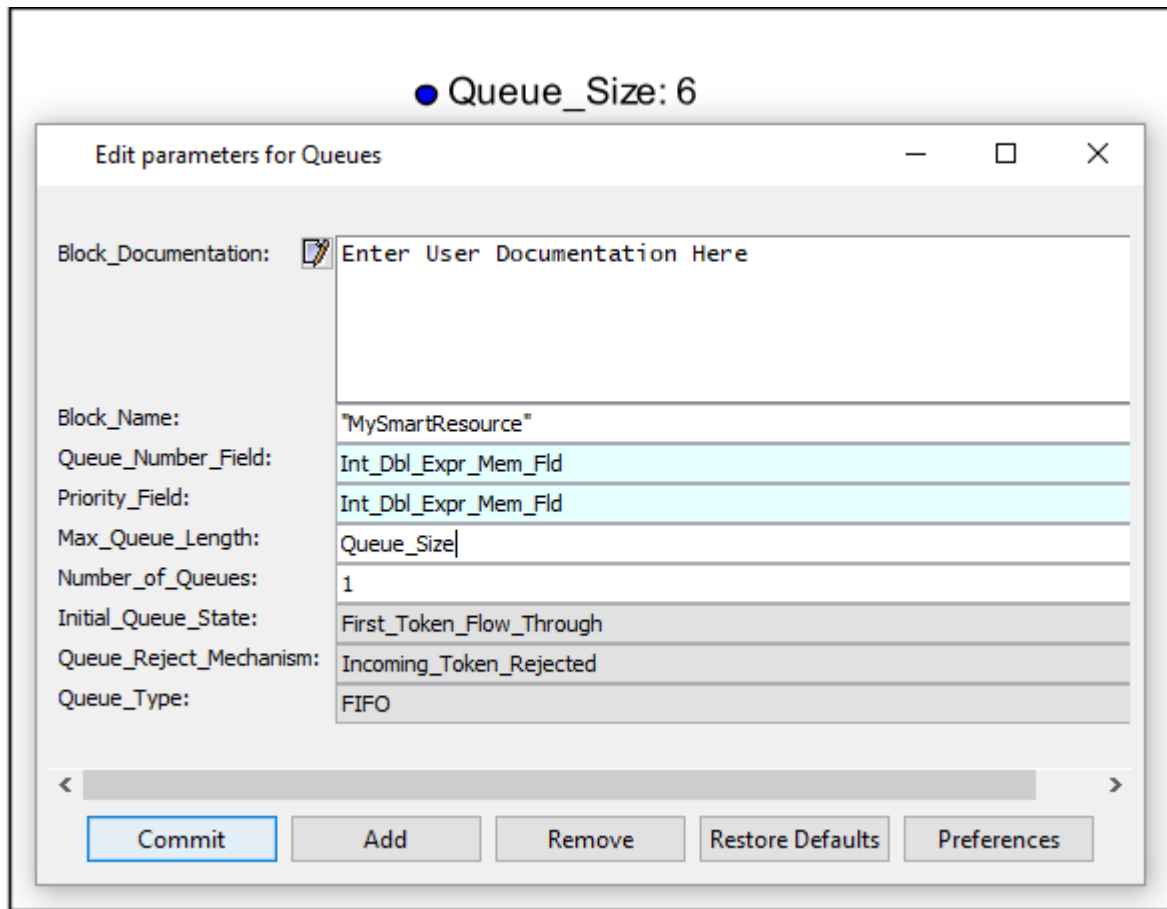 Queue_Size: 6
Edit parameters for Queues
Block_Documentation: Enter User Documentation Here
Block_Name: "MySmartResource"
Queue_Number_Field: Int_Dbl_Expr_Mem_Fld
Priority_Field: Int_Dbl_Expr_Mem_Fld
Max_Queue_Length: Queue_Size
Number_of_Queues: 1
Initial_Queue_State: First_Token_Flow_Through
Queue_Reject_Mechanism: Incoming_Token_Rejected
Queue_Type: FIFO
Commit Add Remove Restore Defaults Preferences